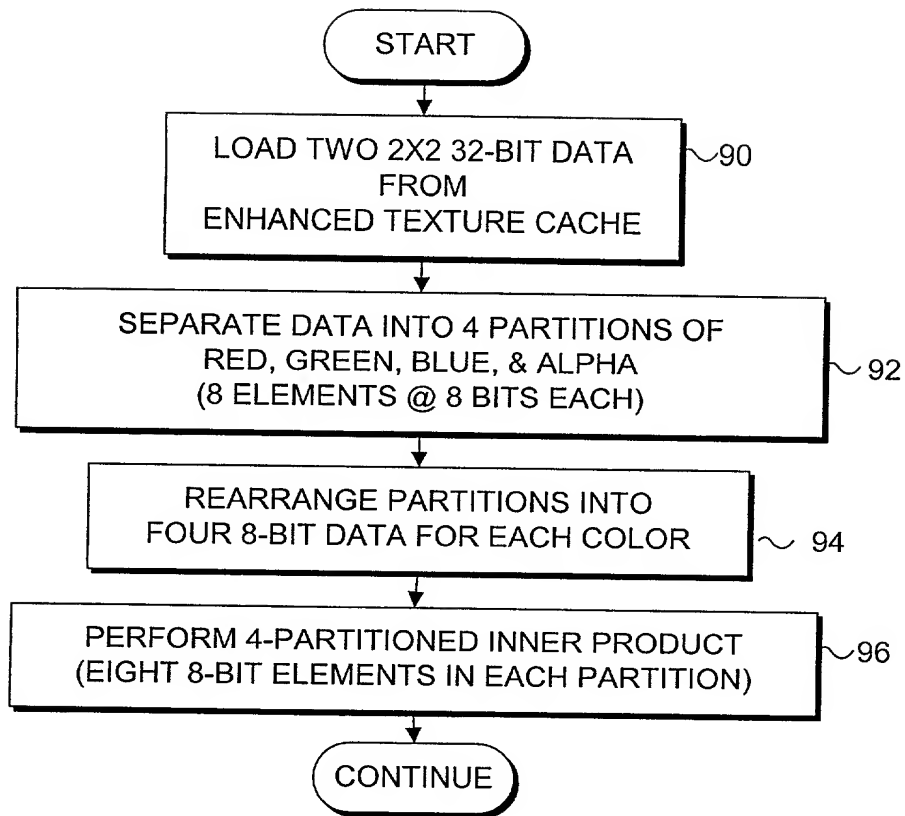 START
LOAD TWO 2X2 32-BIT DATA
FROM
ENHANCED TEXTURE CACHE
90
SEPARATE DATA INTO 4 PARTITIONS OF
RED, GREEN, BLUE, & ALPHA
(8 ELEMENTS @ 8 BITS EACH)
92
REARRANGE PARTITIONS INTO
FOUR 8-BIT DATA FOR EACH COLOR
94
PERFORM 4-PARTITIONED INNER PRODUCT
(EIGHT 8-BIT ELEMENTS IN EACH PARTITION)
96
CONTINUE